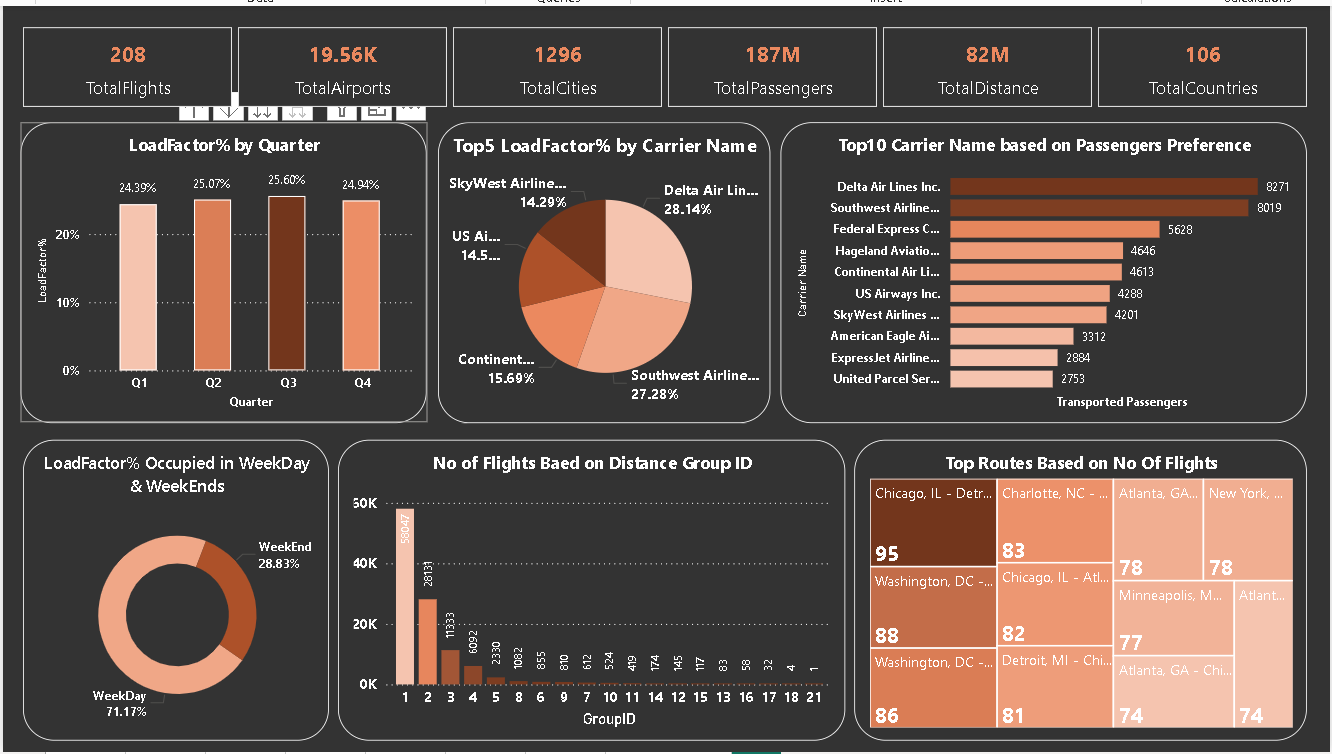 208
TotalFlights
19.56K
TotalAirports
1296
TotalCities
187M
TotalPassengers
82M
TotalDistance
106
TotalCountries
LoadFactor% by Quarter
24.39%
25.07%
25.60%
24.94%
20%
10%
0%
LoadFactor%
Q1
Q2
Q3
Q4
Quarter
Top5 LoadFactor% by Carrier Name
SkyWest Airline...
14.29%
Delta Air Lin...
28.14%
US Ai...
14.5...
Continent...
15.69%
Southwest Airline...
27.28%
Top10 Carrier Name based on Passengers Preference
Carrier Name
Delta Air Lines Inc.
8271
Southwest Airline...
8019
Federal Express C...
5628
Hageland Aviatio...
4646
Continental Air Li...
4613
US Airways Inc.
4288
SkyWest Airlines ...
4201
American Eagle Ai...
3312
ExpressJet Airline...
2884
United Parcel Ser...
2753
Transported Passengers
LoadFactor% Occupied in WeekDay
& WeekEnds
WeekEnd
28.83%
WeekDay
71.17%
No of Flights Baed on Distance Group ID
60K
40K
20K
0K
58047
28131
11333
6092
2330
1082
855
810
612
524
419
174
145
117
83
58
32
4
1
1
2
3
4
5
8
6
9
7
10
11
14
12
15
13
16
17
18
21
GroupID
Top Routes Based on No Of Flights
Chicago, IL - Detr...
95
Washington, DC -...
88
Washington, DC -...
86
Charlotte, NC - ...
83
Chicago, IL - Atl...
82
Detroit, MI - Chi...
81
Atlanta, GA...
78
New York, ...
78
Minneapolis, M...
77
Atlanta, GA - Chi...
74
Atlant...
74